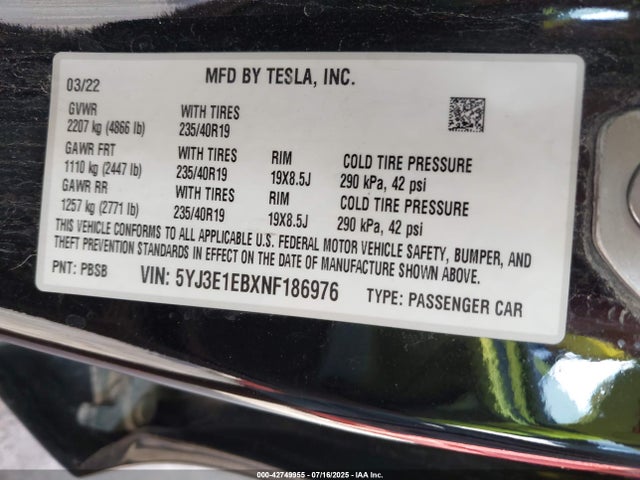 MFD BY TESLA, INC.
03/22
GVWR WITH TIRES
2207 kg (4866 lb) 235/40R19
GAWR FRT WITH TIRES RIM COLD TIRE PRESSURE
1110 kg (2447 lb) 235/40R19 19X8.5J 290 kPa, 42 psi
GAWR RR WITH TIRES RIM COLD TIRE PRESSURE
1257 kg (2771 lb) 235/40R19 19X8.5J 290 kPa, 42 psi
THIS VEHICLE CONFORMS TO ALL APPLICABLE U.S. FEDERAL MOTOR VEHICLE SAFETY, BUMPER, AND
THEFT PREVENTION STANDARDS IN EFFECT ON THE DATE OF MANUFACTURE SHOWN ABOVE.
PNT: PBSB VIN: 5YJ3E1EBXNF186976 TYPE: PASSENGER CAR
000-42749955 - 07/16/2025 - IAA Inc.